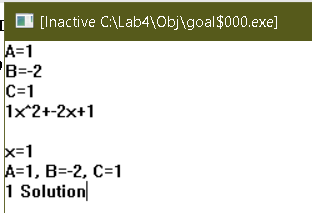 [Inactive C:\Lab4\Obj\goal$000.exe]
A=1
B=-2
C=1
1x^2+-2x+1
x=1
A=1, B=-2, C=1
1 Solution